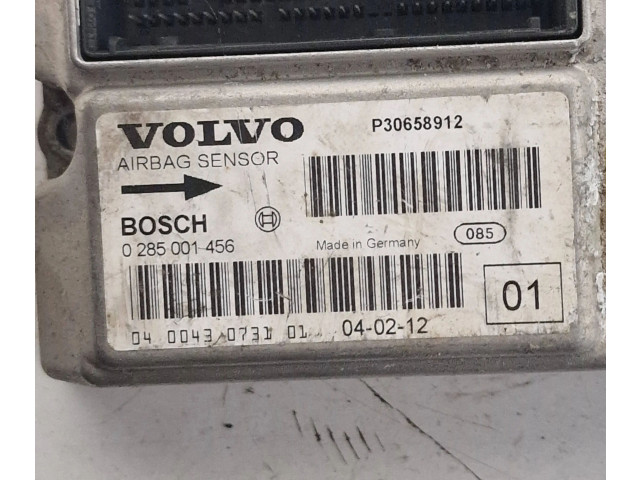 VOLVO
P30658912
AIRBAG SENSOR
BOSCH
0 285 001 456
Made in Germany
085
01
04 0043 0731 01
04-02-12